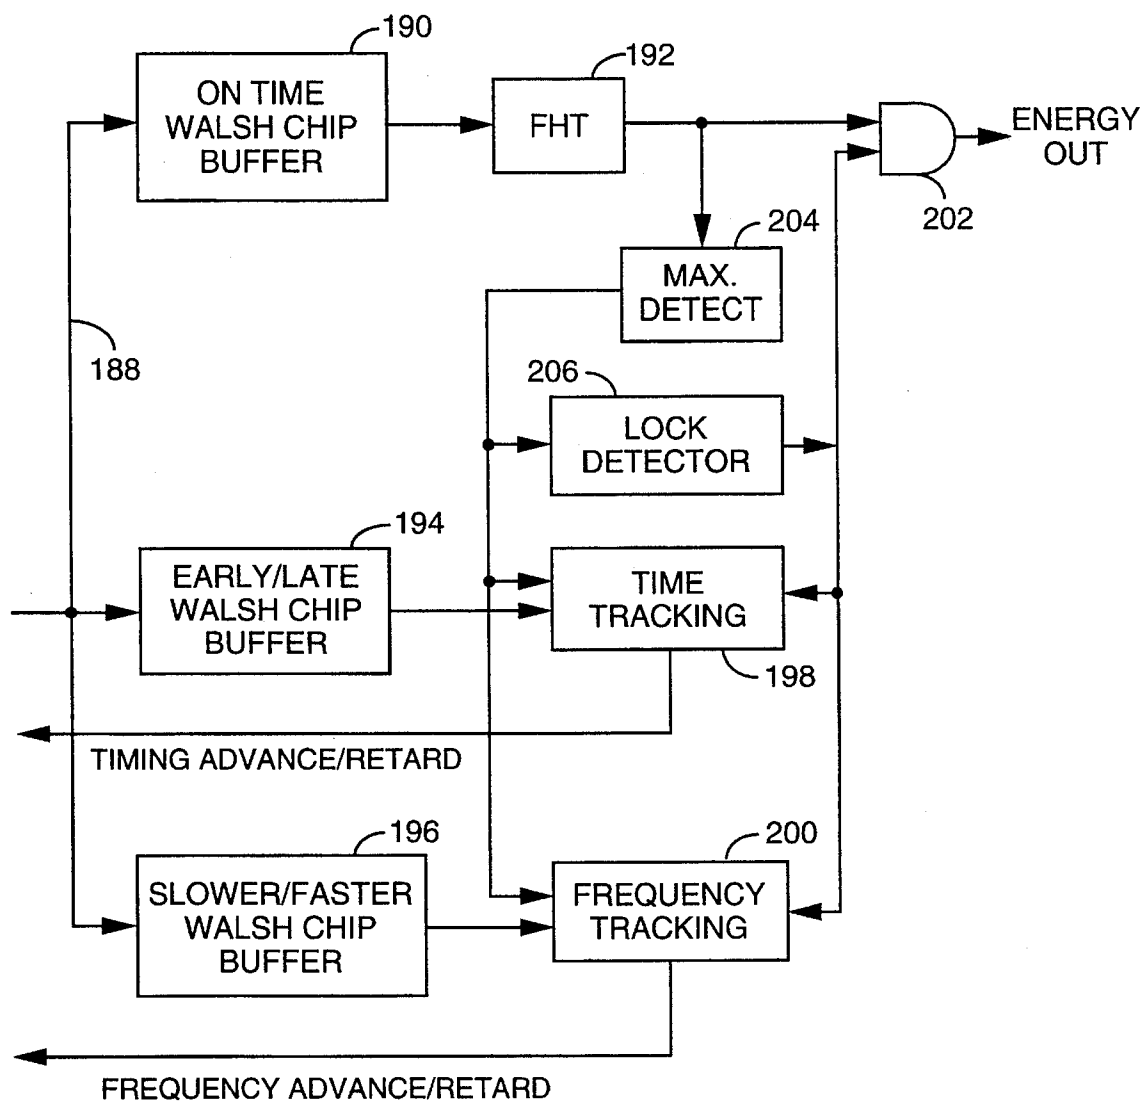 190
ON TIME
WALSH CHIP
BUFFER
192
FHT
ENERGY
OUT
202
204
MAX.
DETECT
188
206
LOCK
DETECTOR
194
EARLY/LATE
WALSH CHIP
BUFFER
TIME
TRACKING
198
TIMING ADVANCE/RETARD
196
SLOWER/FASTER
WALSH CHIP
BUFFER
200
FREQUENCY
TRACKING
FREQUENCY ADVANCE/RETARD